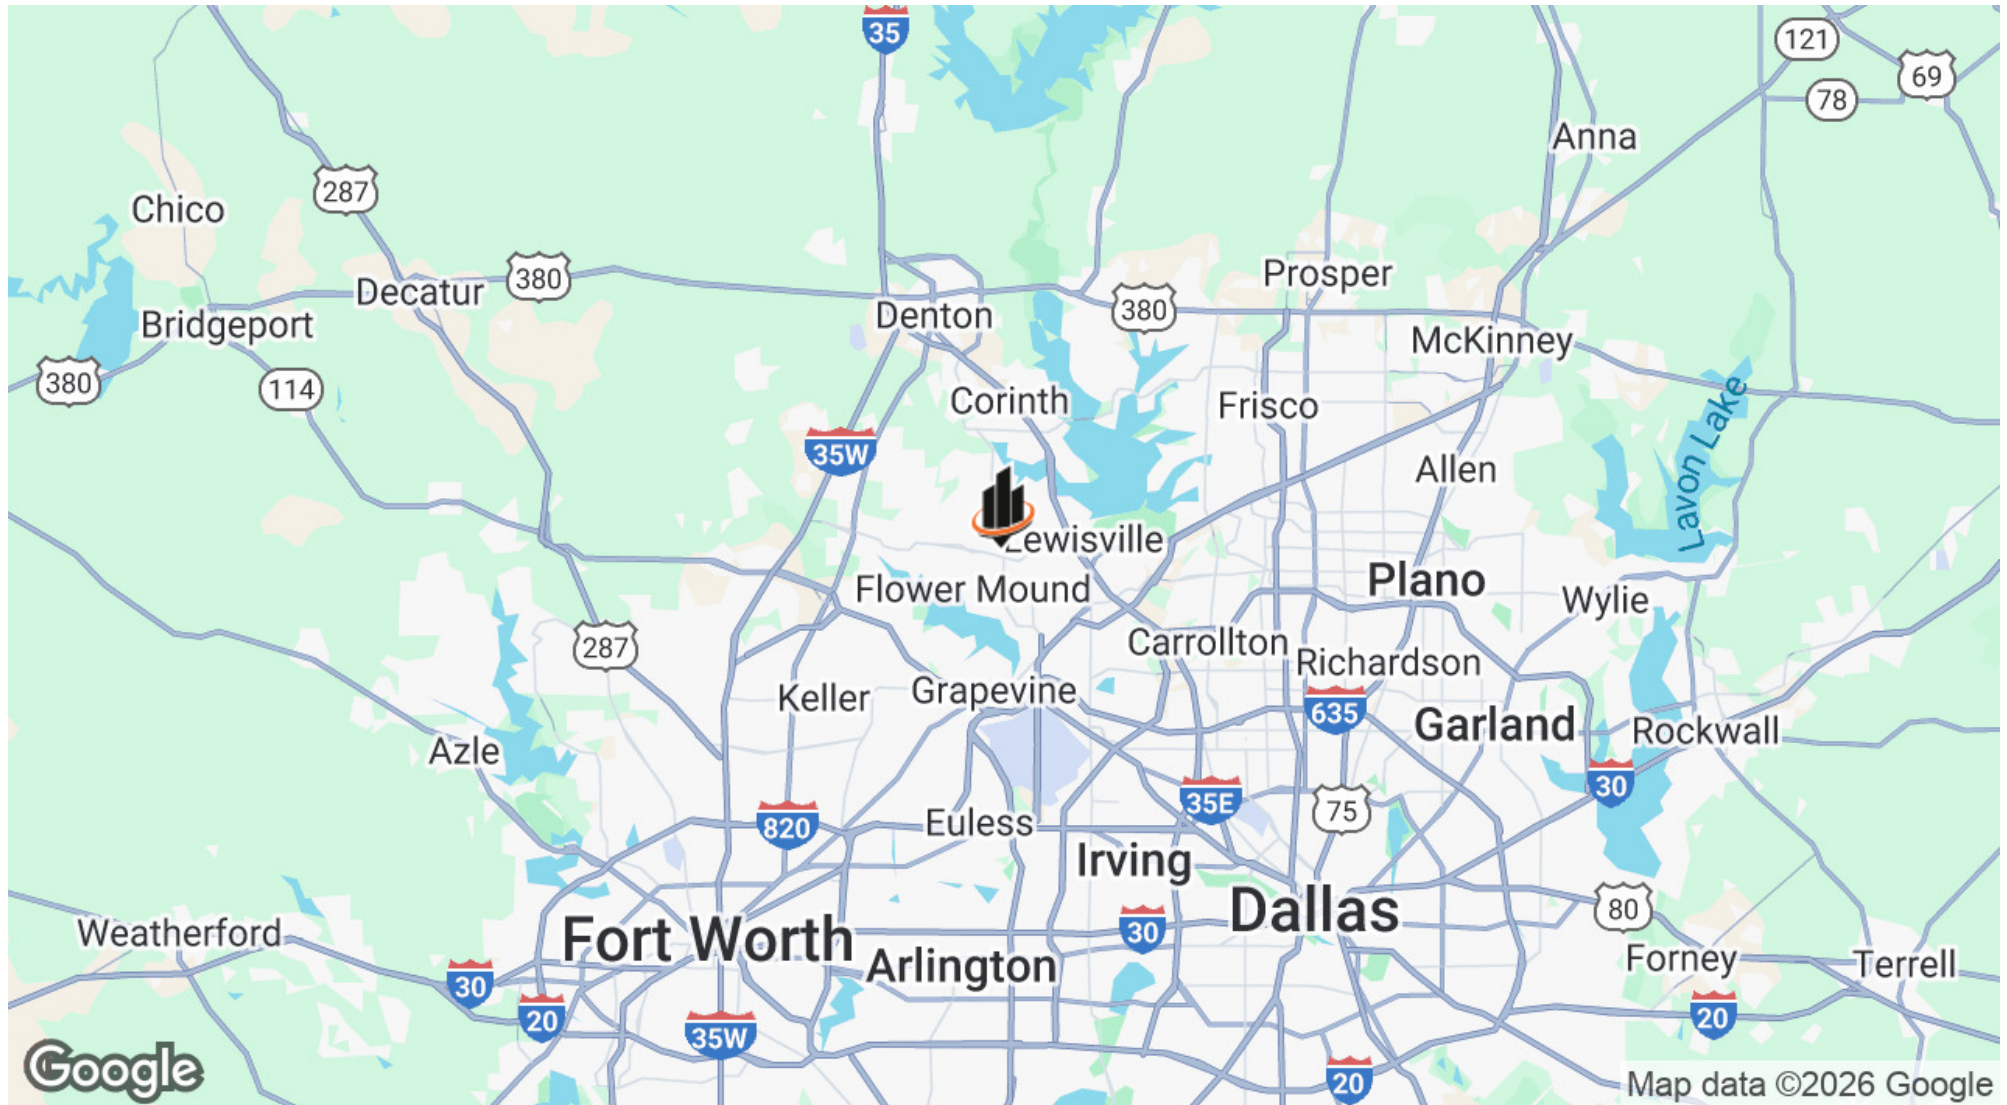 35
121
69
78
Anna
287
Chico
Prosper
380
Decatur
380
Denton
Bridgeport
McKinney
380
114
Corinth
Frisco
Lavon Lake
35W
Allen
Lewisville
Flower Mound
Plano
Wylie
287
Carrollton
Richardson
Keller
Grapevine
635
Garland
Rockwall
Azle
30
35E
75
820
Euless
Irving
Dallas
80
Weatherford
Fort Worth
30
Arlington
Forney
Terrell
30
20
35W
20
Google
20
Map data ©2026 Google